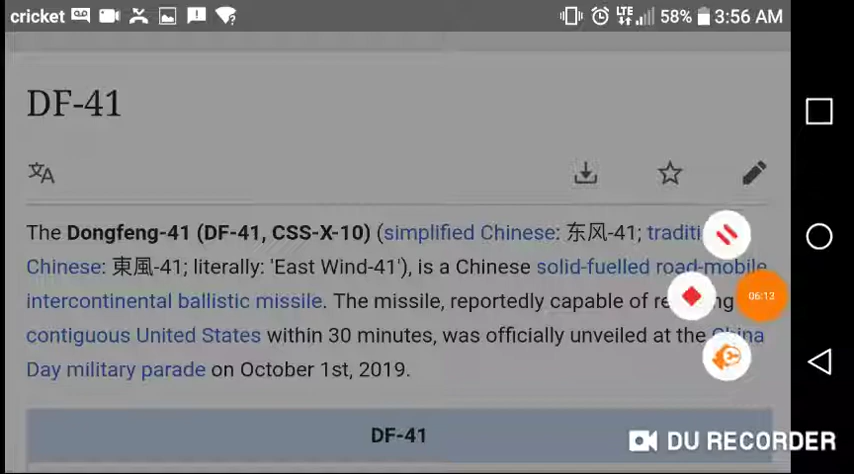 cricket 58% 3:56 AM
LTE
DF-41
The Dongfeng-41 (DF-41, CSS-X-10) (simplified Chinese: 东风-41; traditi
Chinese: 東風-41; literally: 'East Wind-41'), is a Chinese solid-fuelled road-mobile
intercontinental ballistic missile. The missile, reportedly capable of
06:13
contiguous United States within 30 minutes, was officially unveiled at the China
Day military parade on October 1st, 2019.
DF-41
DU RECORDER